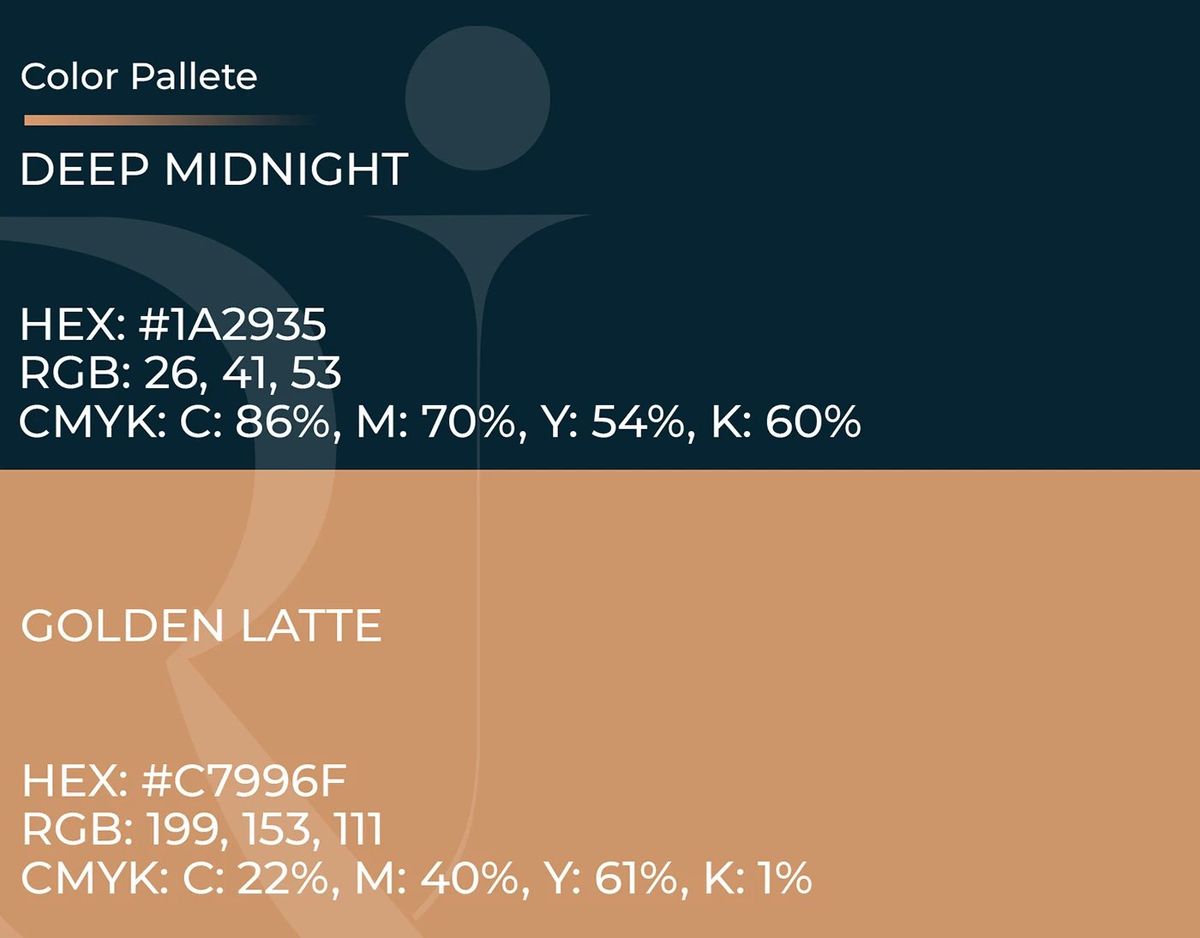 Color Pallete
DEEP MIDNIGHT
HEX: #1A2935
RGB: 26, 41, 53
CMYK: C: 86%, M: 70%, Y: 54%, K: 60%
GOLDEN LATTE
HEX: #C7996F
RGB: 199, 153, 111
CMYK: C: 22%, M: 40%, Y: 61%, K: 1%